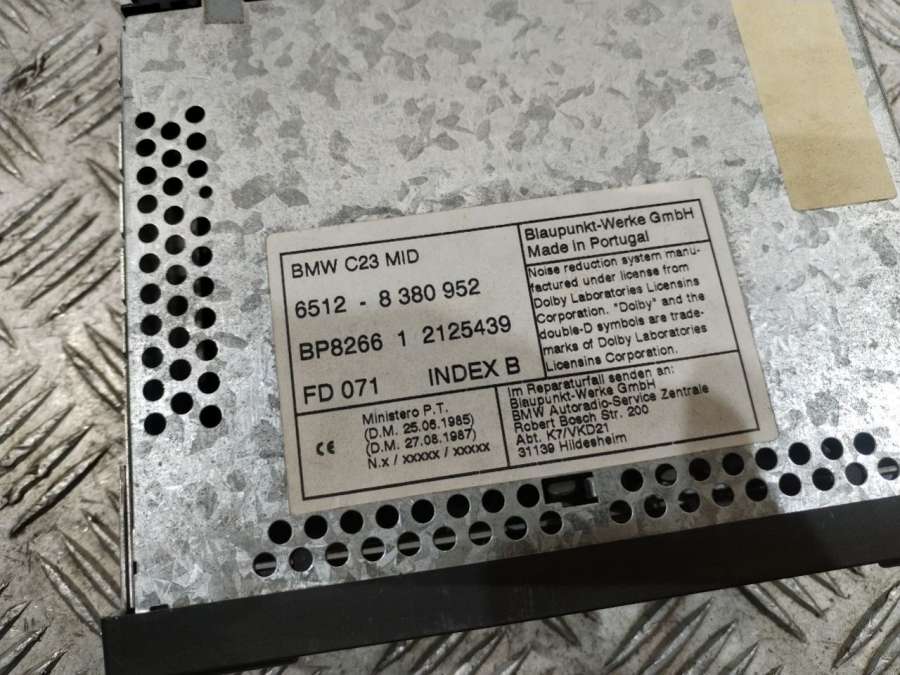 BMW C23 MID
6512 - 8 380 952
BP8266 1 2125439
FD 071 INDEX B
Blaupunkt-Werke GmbH
Made in Portugal
Noise reduction system manu-
factured under license from
Dolby Laboratories Licensins
Corporation. "Dolby" and the
double-D symbols are trade-
marks of Dolby Laboratories
Licensins Corporation.
CE
Ministero P.T.
(D.M. 25.06.1985)
(D.M. 27.08.1987)
N.x / xxxxx / xxxxx
Im Reparaturfall senden an:
Blaupunkt-Werke GmbH
BMW Autoradio-Service Zentrale
Robert Bosch Str. 200
Abt. K7/VKD21
31139 Hildesheim